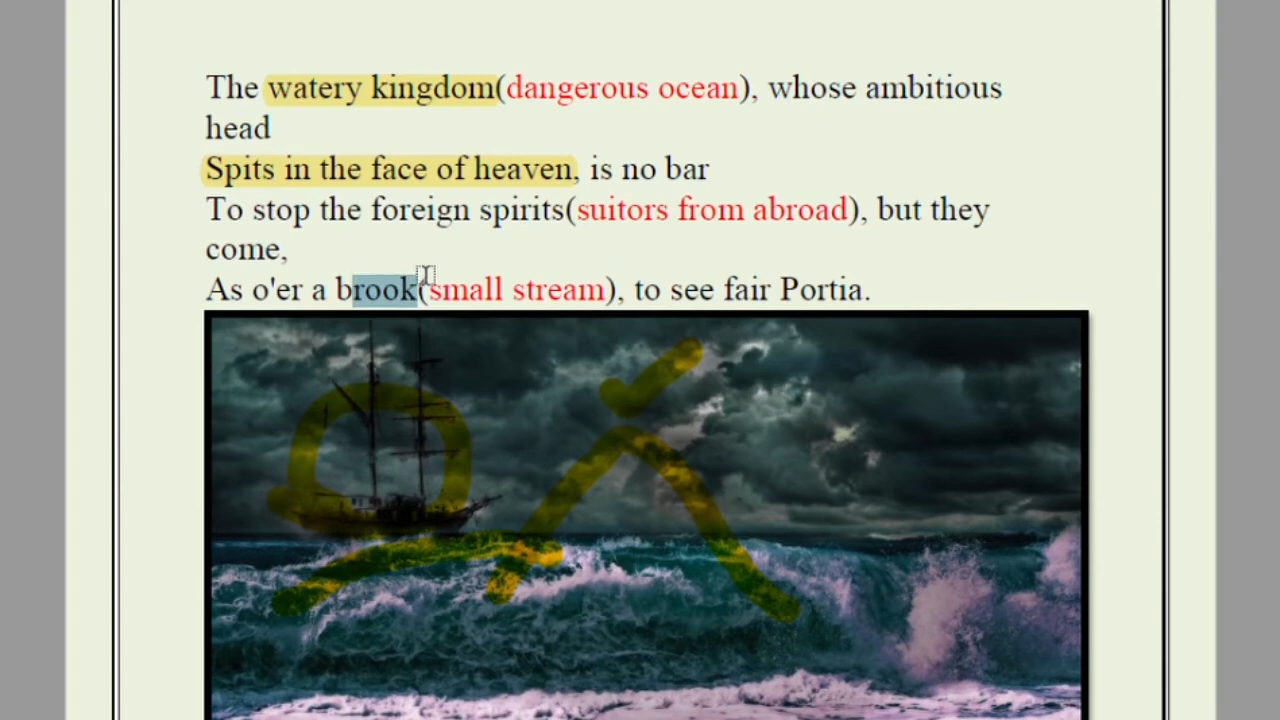 The watery kingdom(dangerous ocean), whose ambitious
head
Spits in the face of heaven, is no bar
To stop the foreign spirits(suitors from abroad), but they
come,
As o'er a brook(small stream), to see fair Portia.